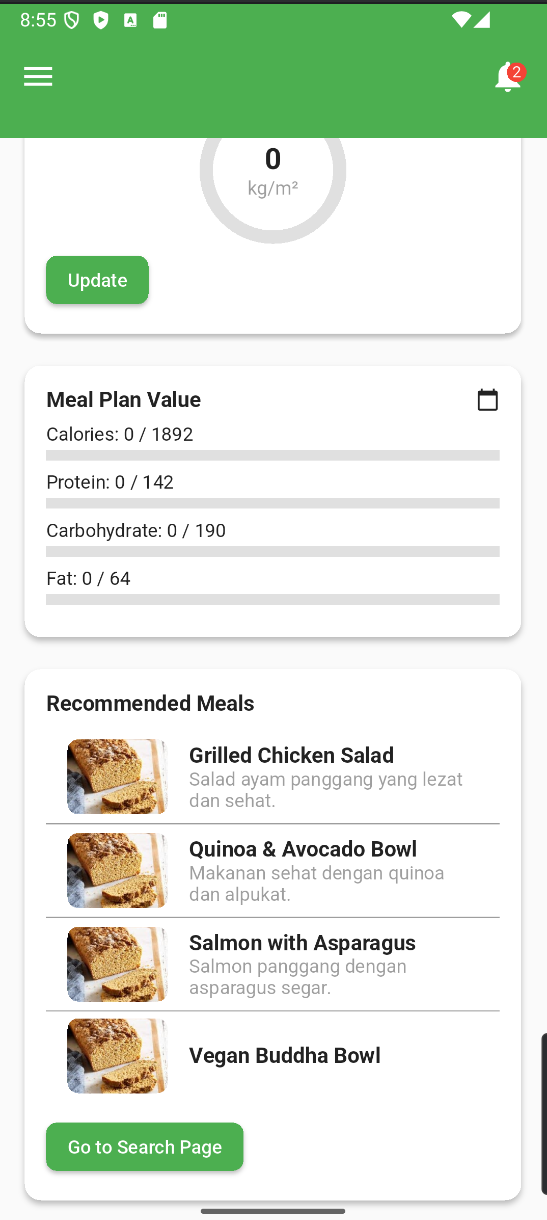 8:55
2
0
kg/m²
Update
Meal Plan Value
Calories: 0 / 1892
Protein: 0 / 142
Carbohydrate: 0 / 190
Fat: 0 / 64
Recommended Meals
Grilled Chicken Salad
Salad ayam panggang yang lezat
dan sehat.
Quinoa & Avocado Bowl
Makanan sehat dengan quinoa
dan alpukat.
Salmon with Asparagus
Salmon panggang dengan
asparagus segar.
Vegan Buddha Bowl
Go to Search Page